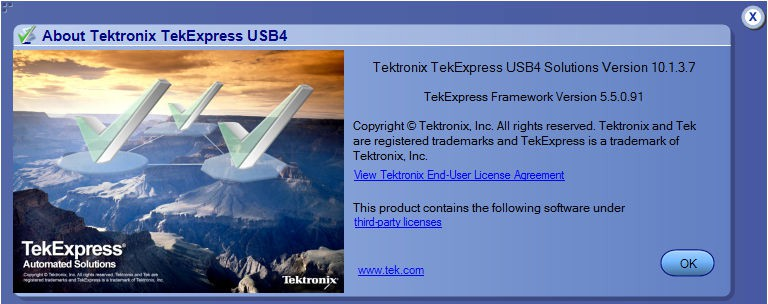 X
About Tektronix TekExpress USB4
Tektronix TekExpress USB4 Solutions Version 10.1.3.7
TekExpress Framework Version 5.5.0.91
Copyright © Tektronix, Inc. All rights reserved. Tektronix and Tek
are registered trademarks and TekExpress is a trademark of
Tektronix, Inc.
View Tektronix End-User License Agreement
This product contains the following software under
third-party licenses
www.tek.com
OK
TekExpress®
Automated Solutions
Copyright © Tektronix, Inc. All rights reserved. Tektronix and Tek are
registered trademarks and TekExpress is a trademark of Tektronix, Inc.
Tektronix®